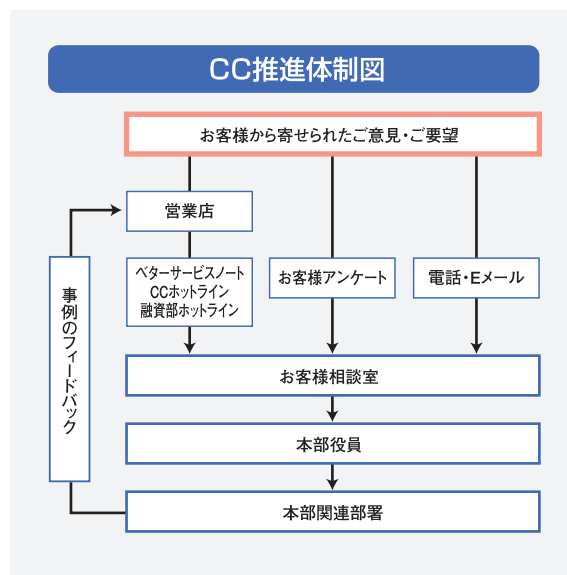 CC推進体制図
お客様から寄せられたご意見・ご要望
営業店
ベターサービスノート
CCホットライン
融資部ホットライン
お客様アンケート
電話・Eメール
事例のフィードバック
お客様相談室
本部役員
本部関連部署